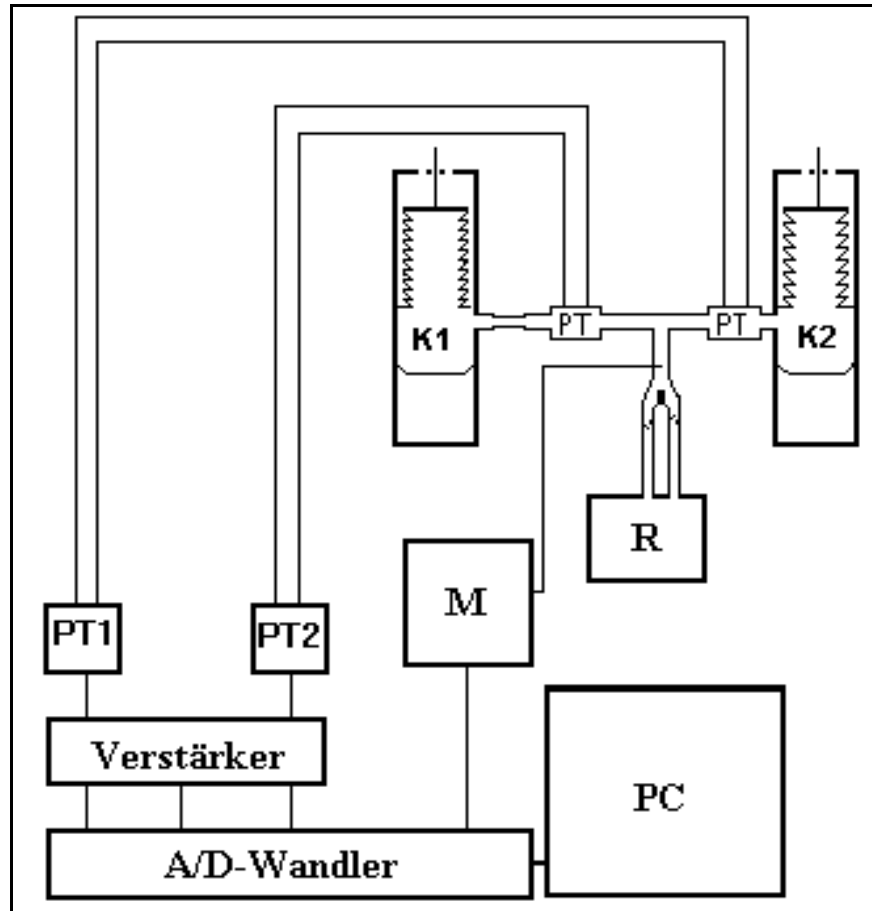 K1
PT
PT
K2
R
M
PT1
PT2
Verstärker
PC
A/D-Wandler